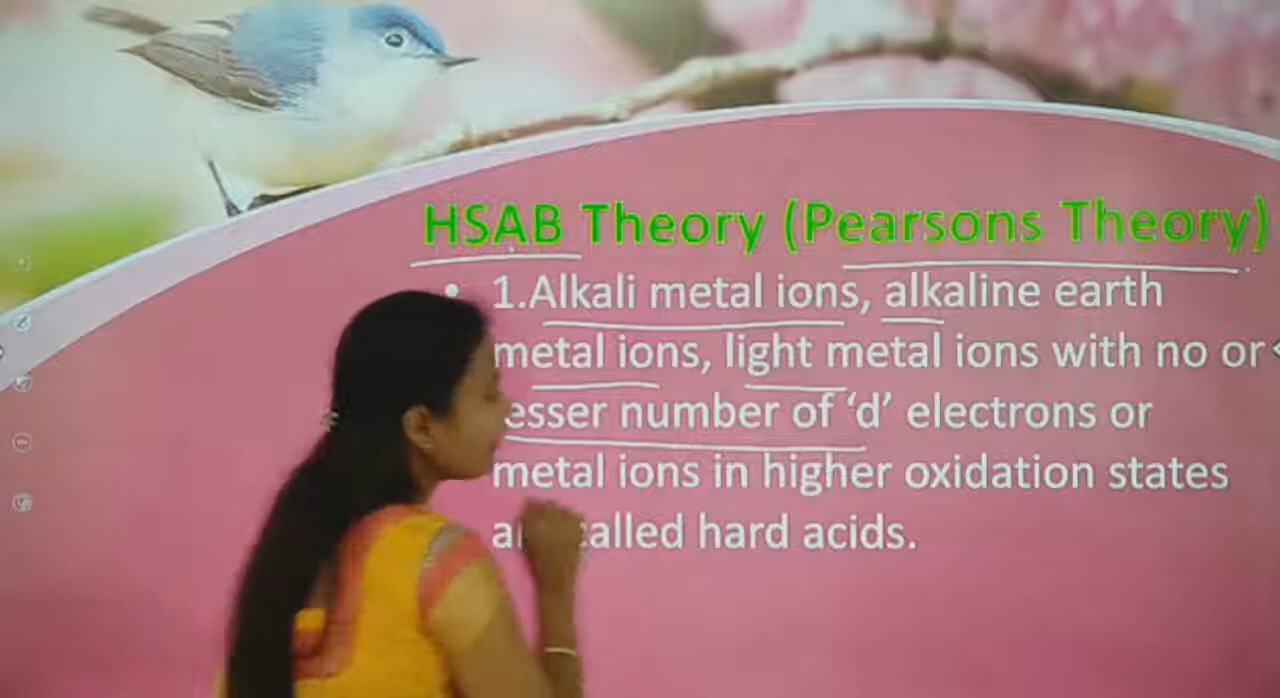 HSAB Theory (Pearsons Theory)
• 1.Alkali metal ions, alkaline earth
metal ions, light metal ions with no or
esser number of ‘d’ electrons or
metal ions in higher oxidation states
called hard acids.